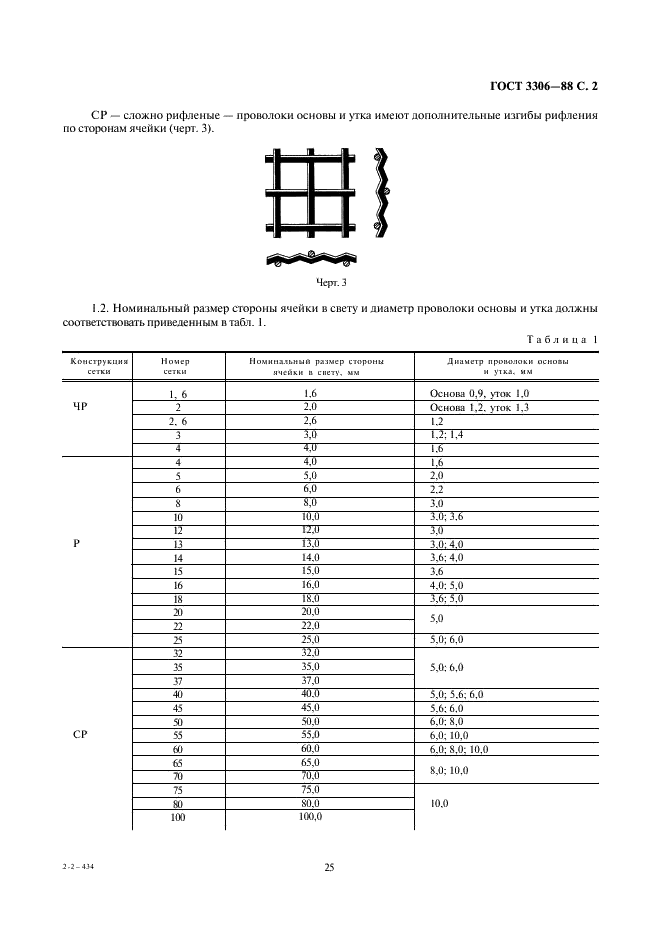 ГОСТ 3306—88 С. 2
СР — сложно рифленые — проволоки основы и утка имеют дополнительные изгибы рифления
по сторонам ячейки (черт. 3).
Черт. 3
1.2. Номинальный размер стороны ячейки в свету и диаметр проволоки основы и утка должны
соответствовать приведенным в табл. 1.
Таблица 1
Конструкция сетки Номер сетки Номинальный размер стороны ячейки в свету, мм Диаметр проволоки основы и утка, мм
ЧР
1, 6 1,6 Основа 0,9, уток 1,0
2 2,0 Основа 1,2, уток 1,3
2, 6 2,6 1,2
3 3,0 1,2; 1,4
4 4,0 1,6
Р
4 4,0 1,6
5 5,0 2,0
6 6,0 2,2
8 8,0 3,0
10 10,0 3,0; 3,6
12 12,0 3,0
13 13,0 3,0; 4,0
14 14,0 3,6; 4,0
15 15,0 3,6
16 16,0 4,0; 5,0
18 18,0 3,6; 5,0
20 20,0 5,0
22 22,0
25 25,0 5,0; 6,0
СР
32 32,0
35 35,0 5,0; 6,0
37 37,0
40 40,0 5,0; 5,6; 6,0
45 45,0 5,6; 6,0
50 50,0 6,0; 8,0
55 55,0 6,0; 10,0
60 60,0 6,0; 8,0; 10,0
65 65,0 8,0; 10,0
70 70,0
75 75,0
80 80,0 10,0
100 100,0
2-2—434
25